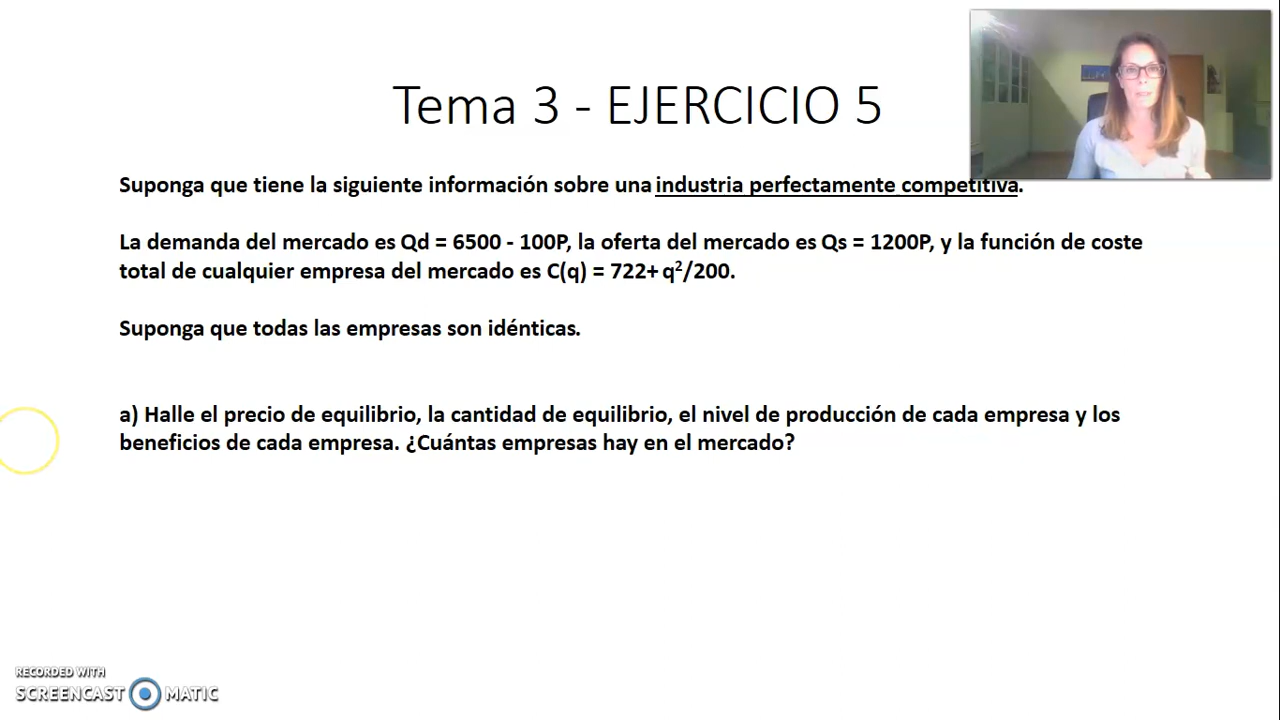 Tema 3 - EJERCICIO 5
Suponga que tiene la siguiente información sobre una industria perfectamente competitiva.
La demanda del mercado es Qd = 6500 - 100P, la oferta del mercado es Qs = 1200P, y la función de coste
total de cualquier empresa del mercado es C(q) = 722+ q²/200.
Suponga que todas las empresas son idénticas.
a) Halle el precio de equilibrio, la cantidad de equilibrio, el nivel de producción de cada empresa y los
beneficios de cada empresa. ¿Cuántas empresas hay en el mercado?
RECORDED WITH
SCREENCAST MATIC